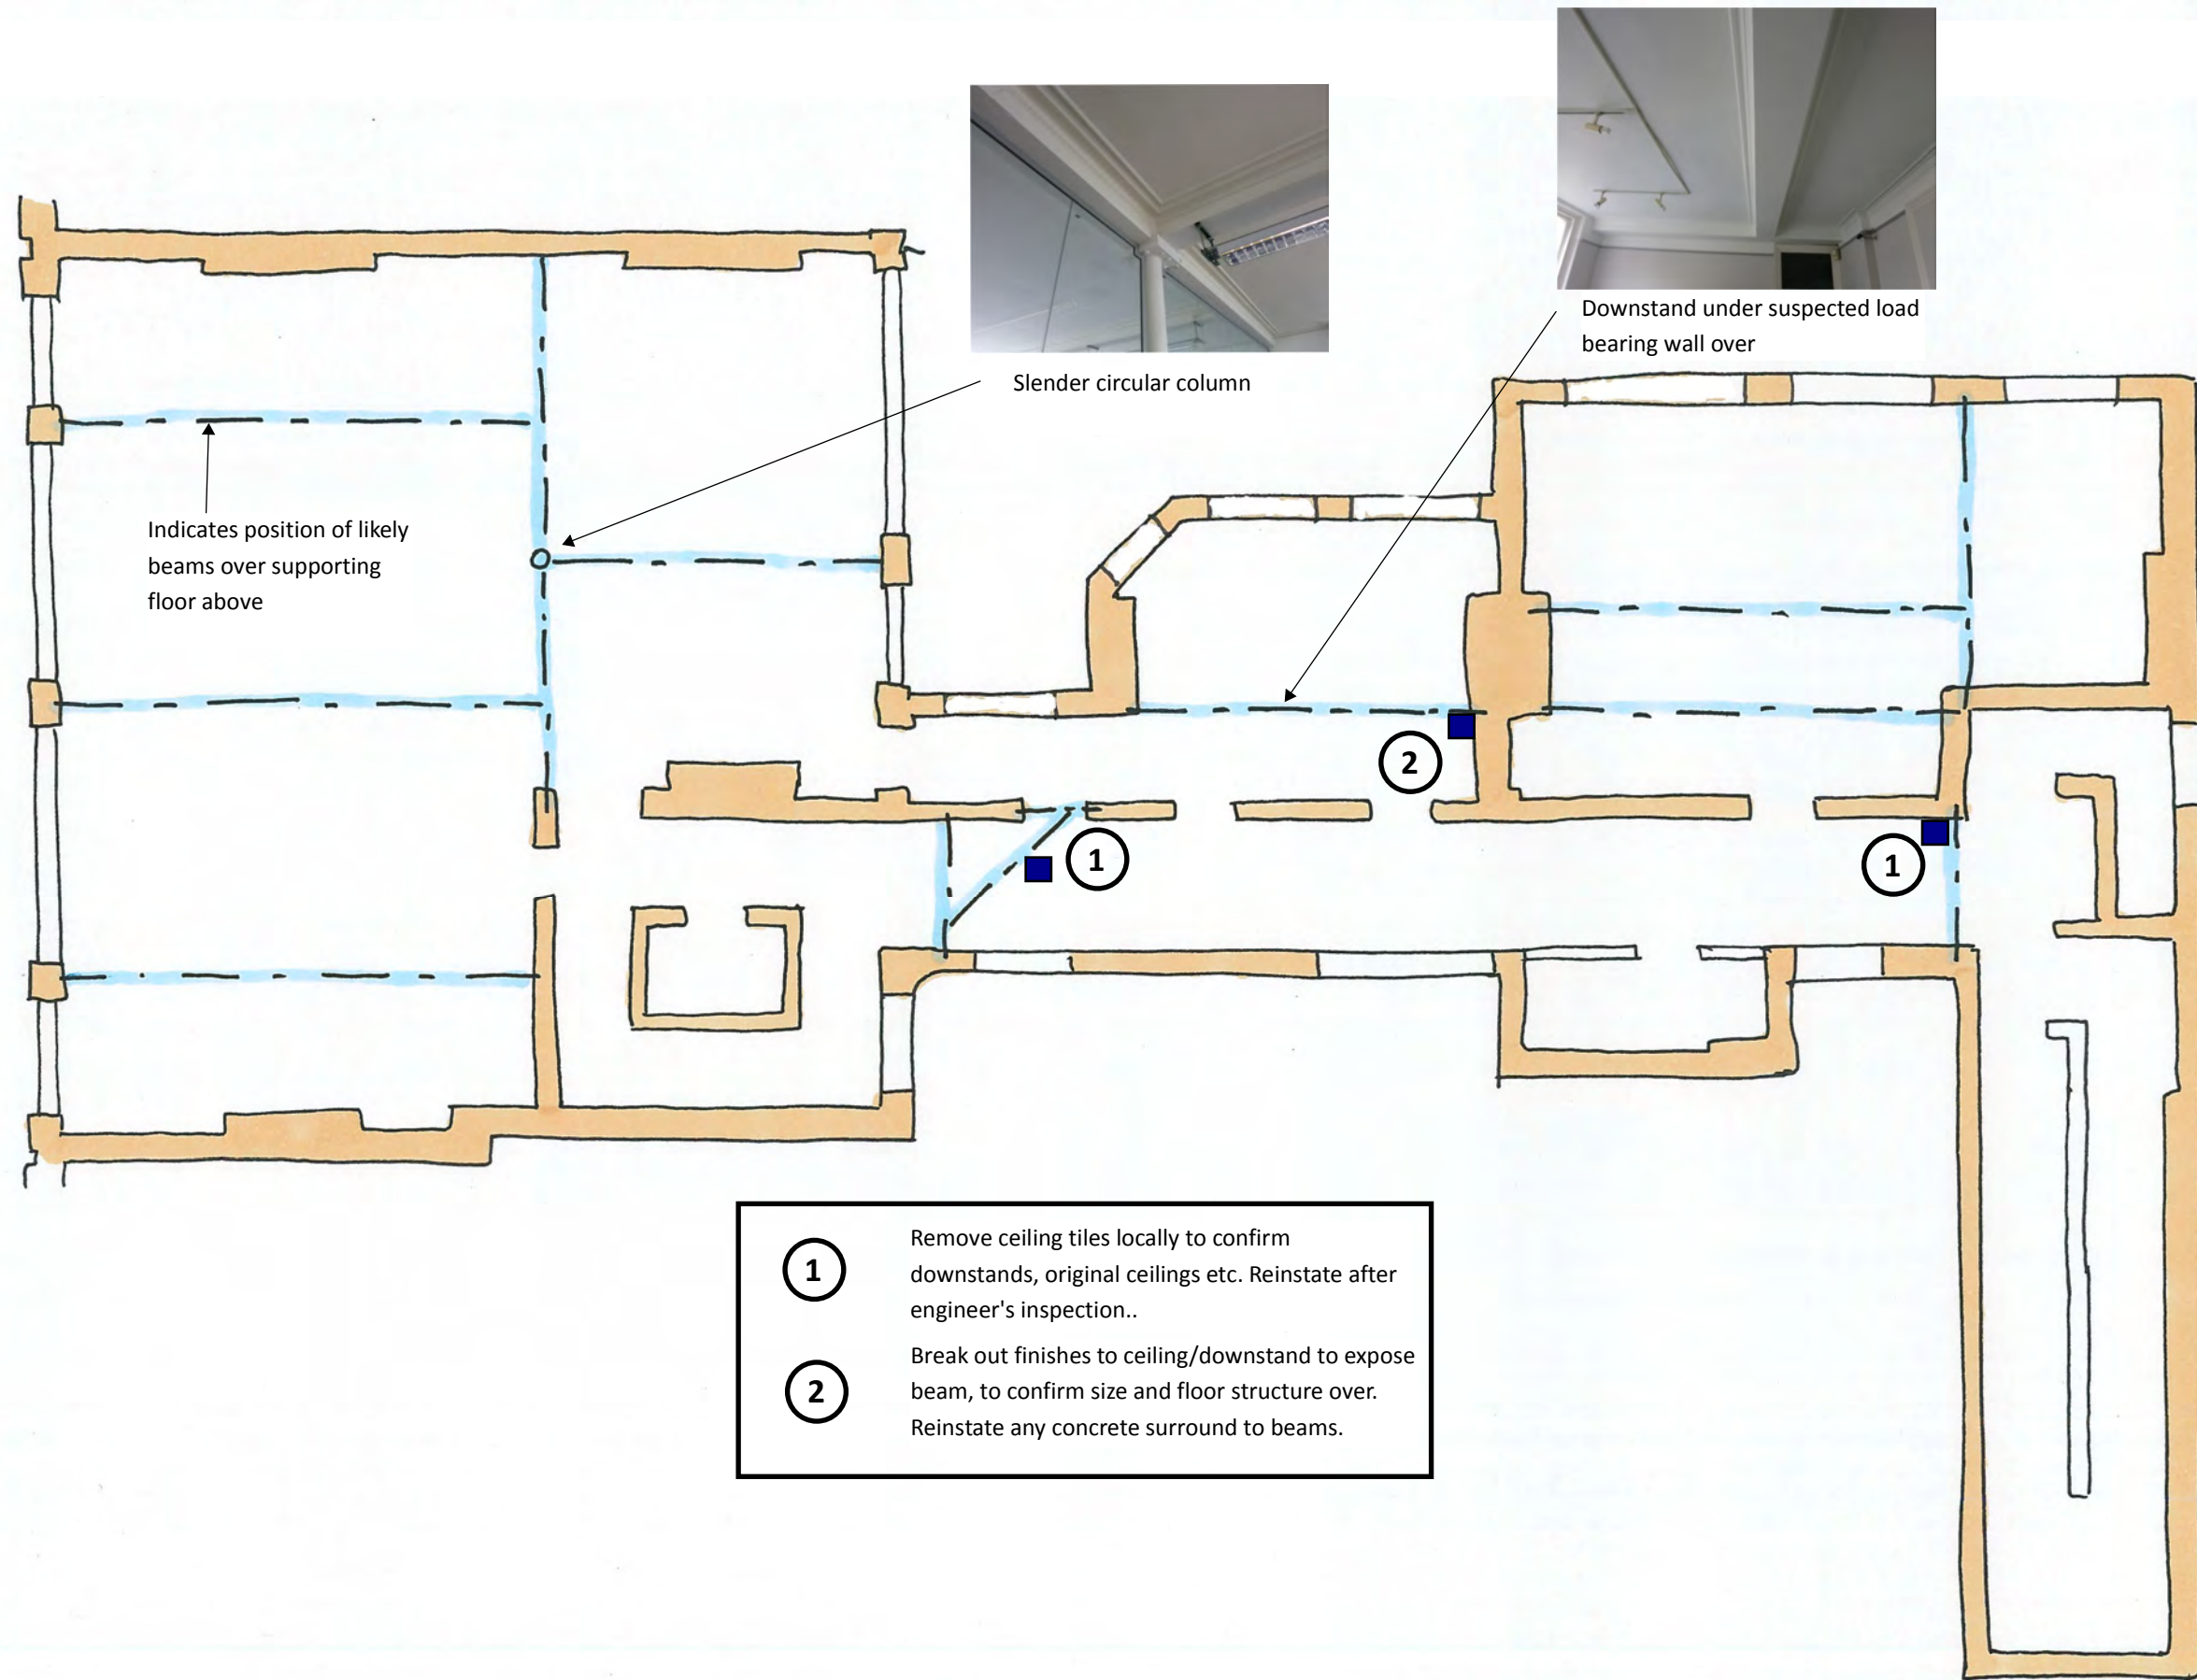 Downstand under suspected load
bearing wall over
Slender circular column
Indicates position of likely
beams over supporting
floor above
2
1
1
1
Remove ceiling tiles locally to confirm
downstands, original ceilings etc. Reinstate after
engineer's inspection..
2
Break out finishes to ceiling/downstand to expose
beam, to confirm size and floor structure over.
Reinstate any concrete surround to beams.